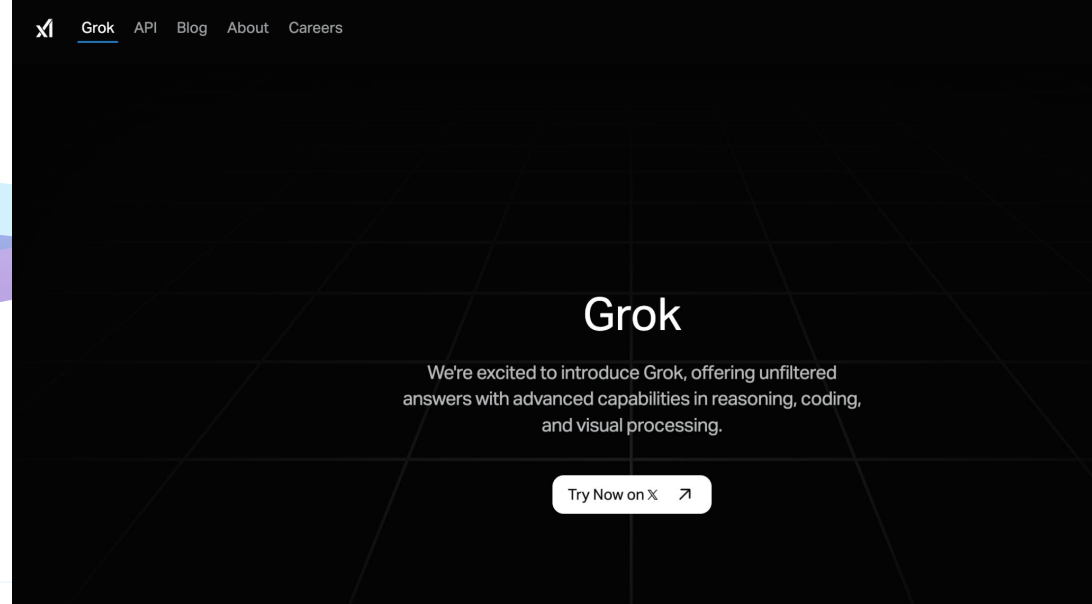 xI
Grok API Blog About Careers
Grok
We're excited to introduce Grok, offering unfiltered
answers with advanced capabilities in reasoning, coding,
and visual processing.
Try Now on 𝕏